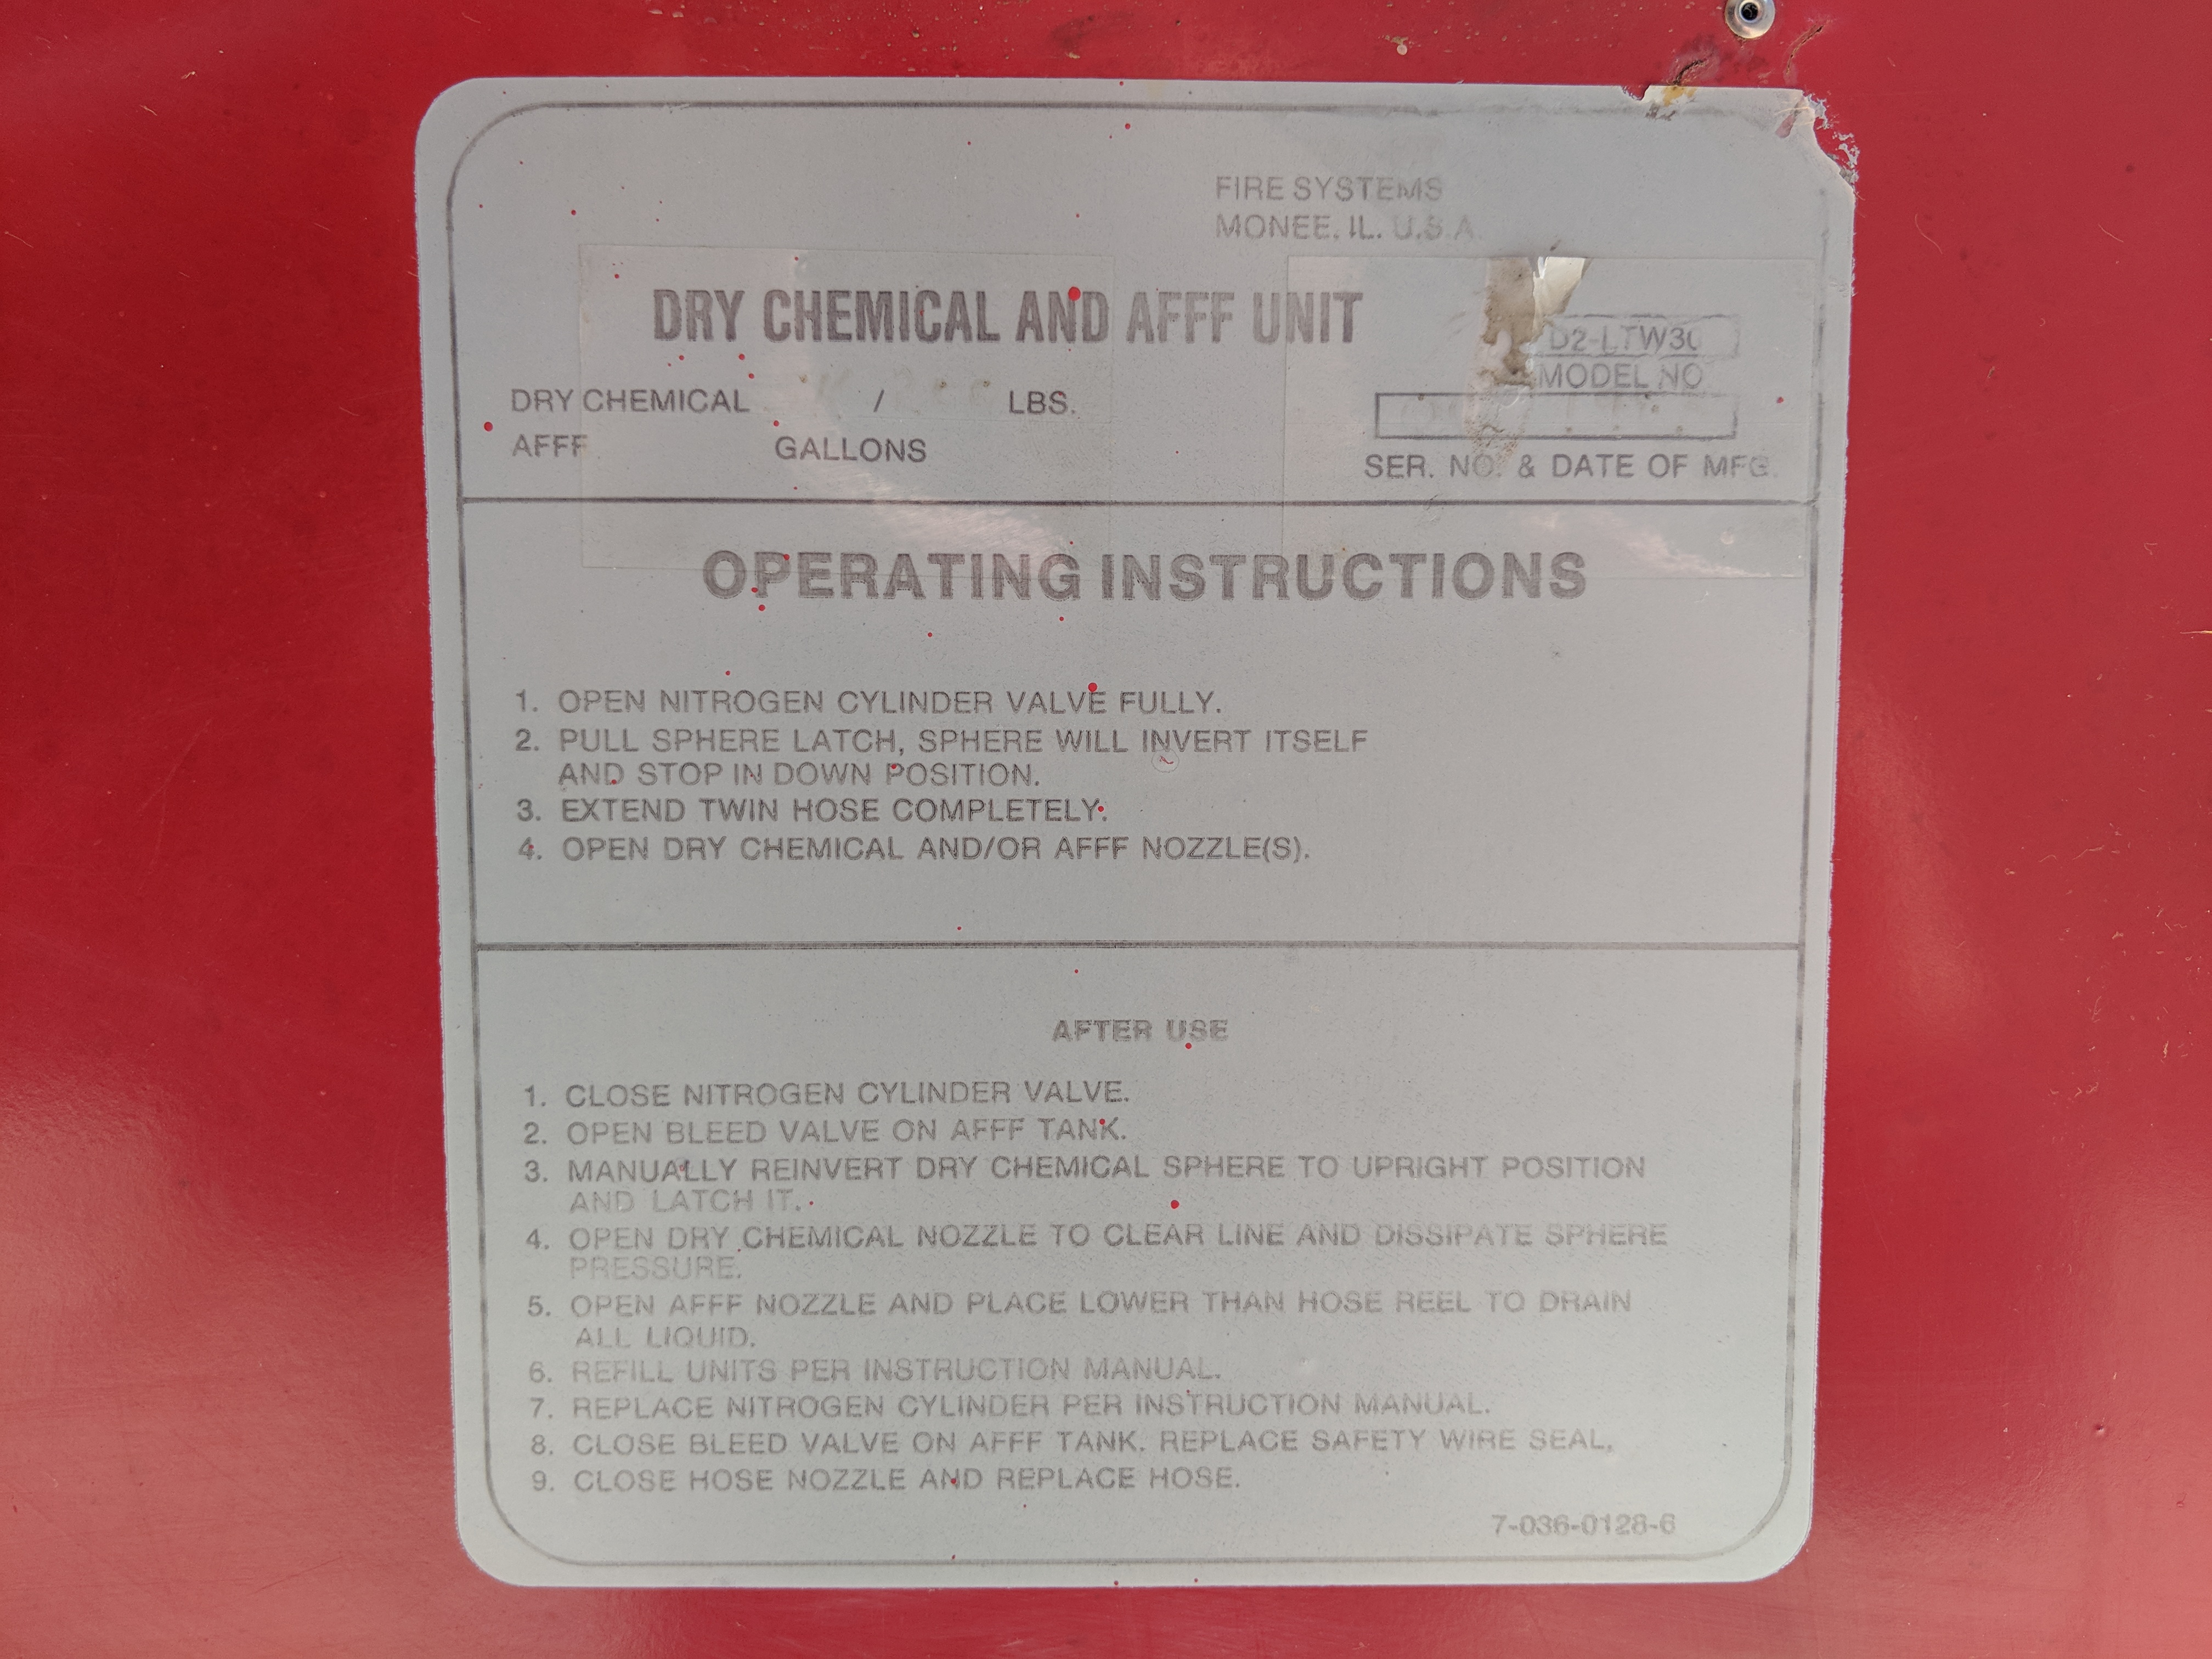 FIRE SYSTEMS
MONEE, IL. U.S.A.
DRY CHEMICAL AND AFFF UNIT
D2-LTW30
MODEL NO
DRY CHEMICAL / LBS.
AFFF GALLONS
SER. NO. & DATE OF MFG.
OPERATING INSTRUCTIONS
1. OPEN NITROGEN CYLINDER VALVE FULLY.
2. PULL SPHERE LATCH, SPHERE WILL INVERT ITSELF
AND STOP IN DOWN POSITION.
3. EXTEND TWIN HOSE COMPLETELY.
4. OPEN DRY CHEMICAL AND/OR AFFF NOZZLE(S).
AFTER USE
1. CLOSE NITROGEN CYLINDER VALVE.
2. OPEN BLEED VALVE ON AFFF TANK.
3. MANUALLY REINVERT DRY CHEMICAL SPHERE TO UPRIGHT POSITION
AND LATCH IT.
4. OPEN DRY CHEMICAL NOZZLE TO CLEAR LINE AND DISSIPATE SPHERE
PRESSURE.
5. OPEN AFFF NOZZLE AND PLACE LOWER THAN HOSE REEL TO DRAIN
ALL LIQUID.
6. REFILL UNITS PER INSTRUCTION MANUAL.
7. REPLACE NITROGEN CYLINDER PER INSTRUCTION MANUAL.
8. CLOSE BLEED VALVE ON AFFF TANK. REPLACE SAFETY WIRE SEAL,
9. CLOSE HOSE NOZZLE AND REPLACE HOSE.
7-036-0128-6